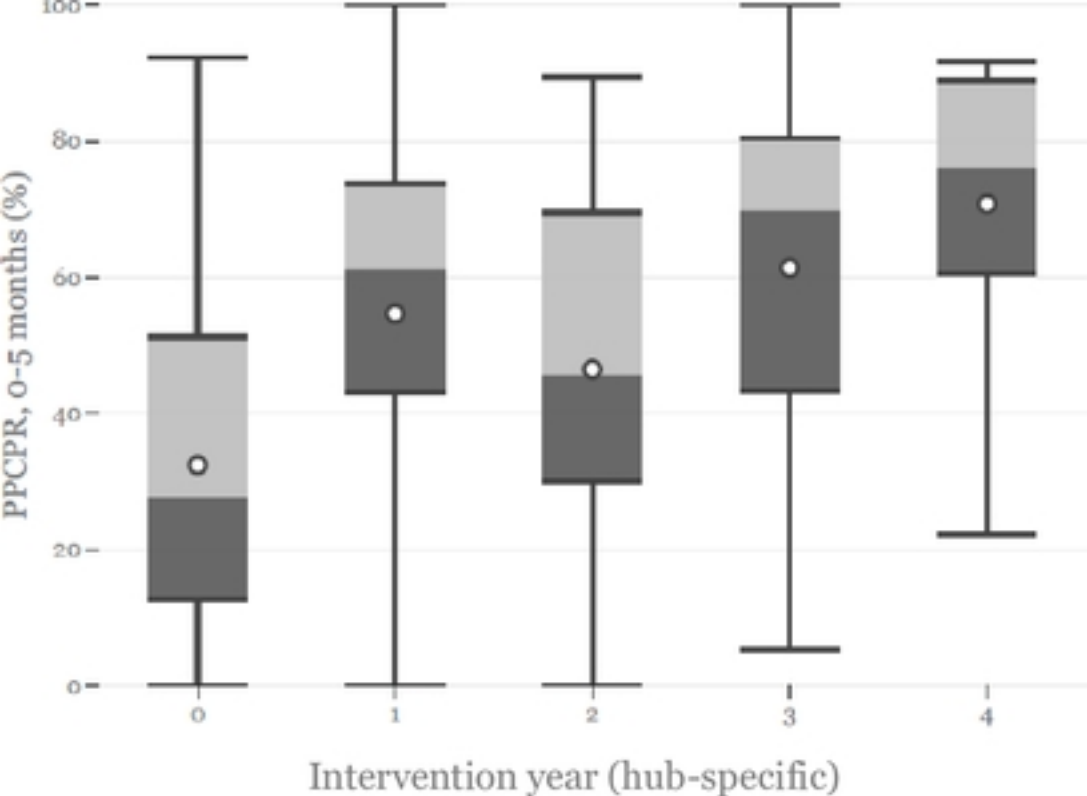 100
80
60
40
20
0
PPCPR, 0-5 months (%)
0 1 2 3 4
Intervention year (hub-specific)